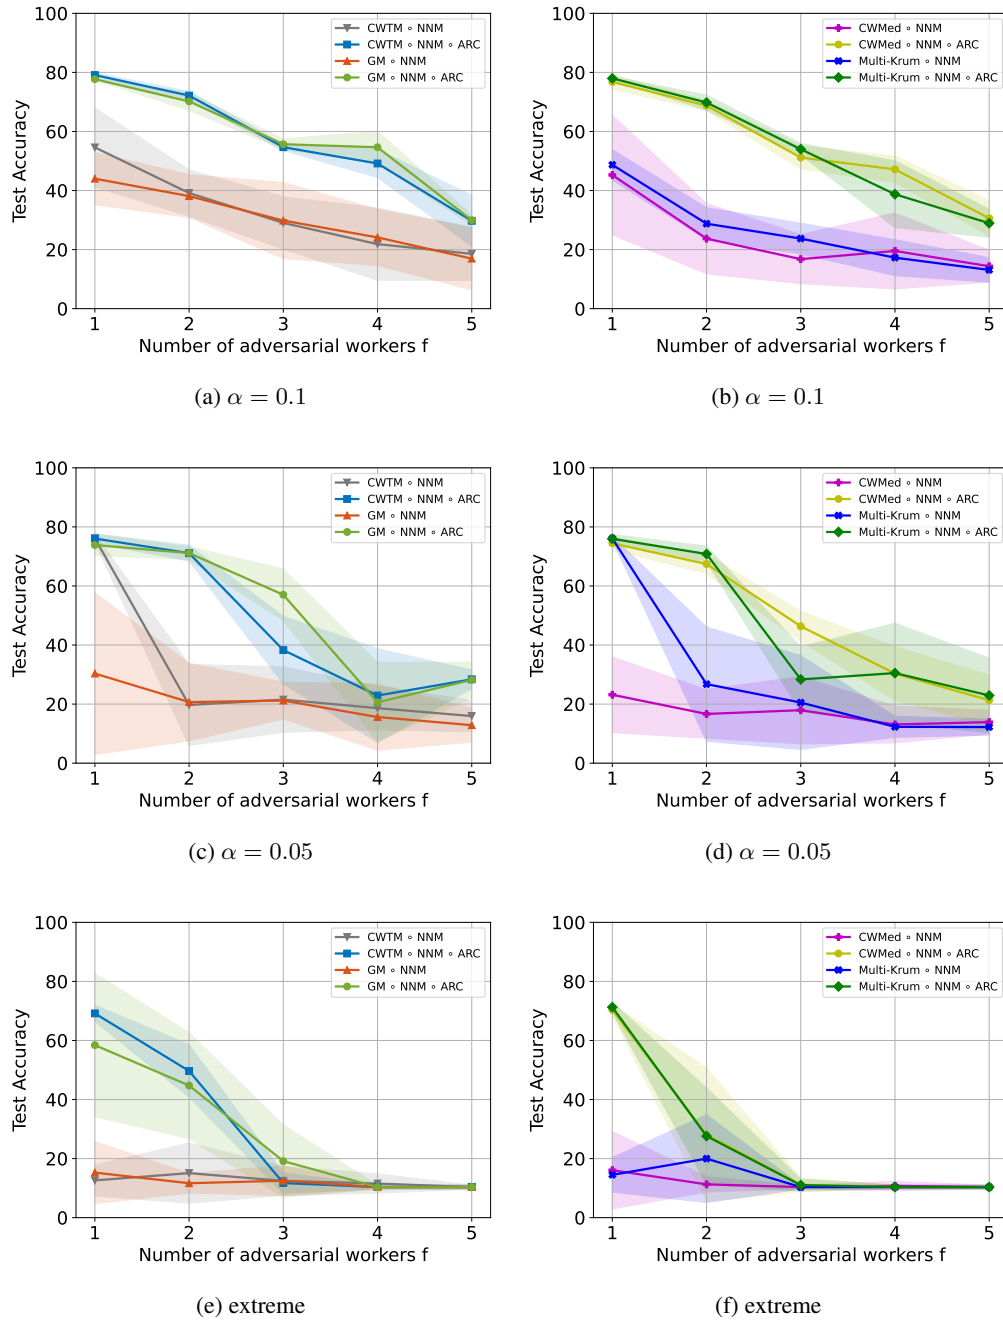 100
80
60
40
20
0
Test Accuracy
CWTM ∘ NNM
CWTM ∘ NNM ∘ ARC
GM ∘ NNM
GM ∘ NNM ∘ ARC
1 2 3 4 5
Number of adversarial workers f
(a) α = 0.1
100
80
60
40
20
0
Test Accuracy
CWMed ∘ NNM
CWMed ∘ NNM ∘ ARC
Multi-Krum ∘ NNM
Multi-Krum ∘ NNM ∘ ARC
1 2 3 4 5
Number of adversarial workers f
(b) α = 0.1
100
80
60
40
20
0
Test Accuracy
CWTM ∘ NNM
CWTM ∘ NNM ∘ ARC
GM ∘ NNM
GM ∘ NNM ∘ ARC
1 2 3 4 5
Number of adversarial workers f
(c) α = 0.05
100
80
60
40
20
0
Test Accuracy
CWMed ∘ NNM
CWMed ∘ NNM ∘ ARC
Multi-Krum ∘ NNM
Multi-Krum ∘ NNM ∘ ARC
1 2 3 4 5
Number of adversarial workers f
(d) α = 0.05
100
80
60
40
20
0
Test Accuracy
CWTM ∘ NNM
CWTM ∘ NNM ∘ ARC
GM ∘ NNM
GM ∘ NNM ∘ ARC
1 2 3 4 5
Number of adversarial workers f
(e) extreme
100
80
60
40
20
0
Test Accuracy
CWMed ∘ NNM
CWMed ∘ NNM ∘ ARC
Multi-Krum ∘ NNM
Multi-Krum ∘ NNM ∘ ARC
1 2 3 4 5
Number of adversarial workers f
(f) extreme